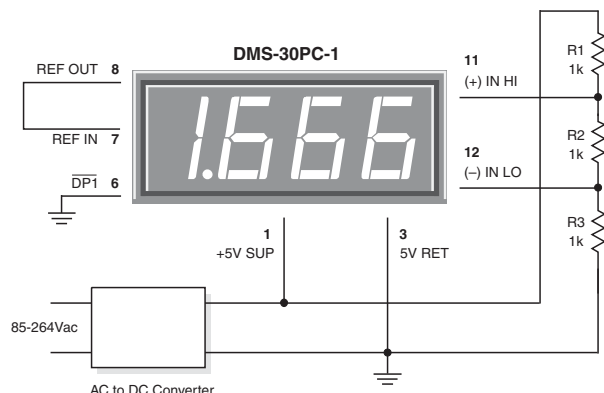 DMS-30PC-1
REF OUT 8
REF IN 7
DP1 6
1.666
11
(+) IN HI
12
(–) IN LO
R1
1k
R2
1k
R3
1k
1
+5V SUP
3
5V RET
85-264Vac
AC to DC Converter